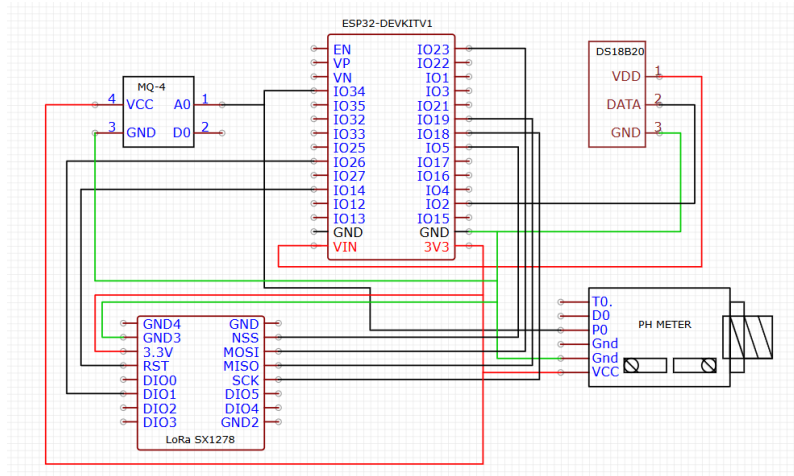 ESP32-DEVKITV1
EN IO23
VP IO22
VN IO1
IO34 IO3
IO35 IO21
IO32 IO19
IO33 IO18
IO25 IO5
IO26 IO17
IO27 IO16
IO14 IO4
IO12 IO2
IO13 IO15
GND GND
VIN 3V3
MQ-4
4 VCC A0 1
3 GND D0 2
DS18B20
VDD 1
DATA 2
GND 3
PH METER
T0.
D0
P0
Gnd
Gnd
VCC
GND4 GND
GND3 NSS
3.3V MOSI
RST MISO
DIO0 SCK
DIO1 DIO5
DIO2 DIO4
DIO3 GND2
LoRa SX1278